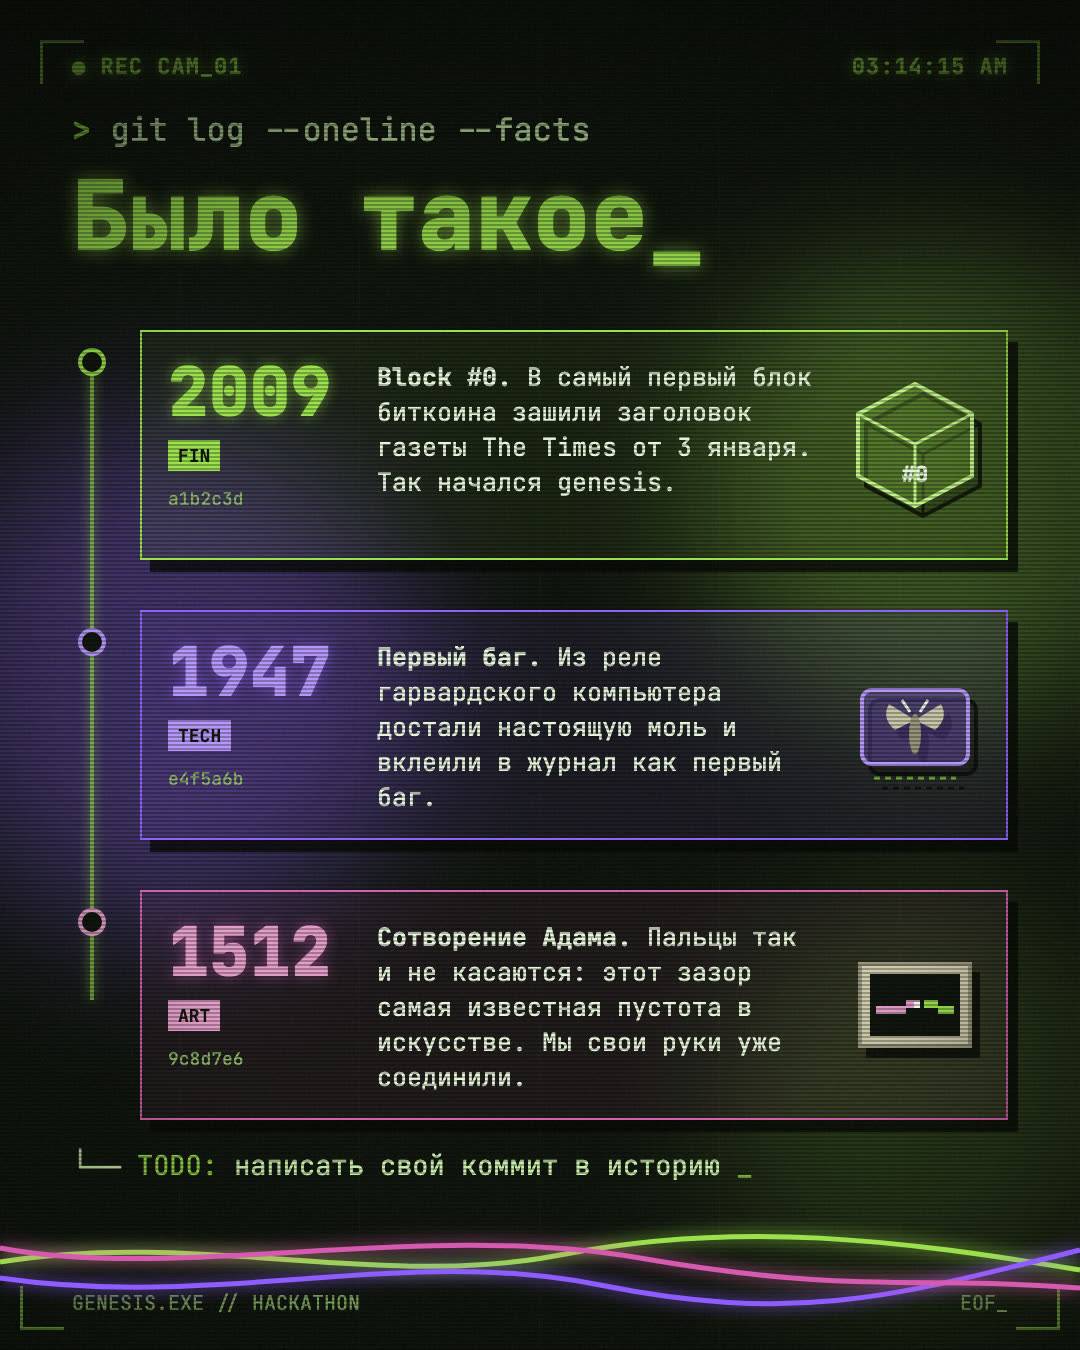 ● REC CAM_01
03:14:15 AM
> git log --oneline --facts
Было такое_
2009
FIN
a1b2c3d
Block #0. В самый первый блок
биткоина зашили заголовок
газеты The Times от 3 января.
Так начался genesis.
#0
1947
TECH
e4f5a6b
Первый баг. Из реле
гарвардского компьютера
достали настоящую моль и
вклеили в журнал как первый
баг.
1512
ART
9c8d7e6
Сотворение Адама. Пальцы так
и не касаются: этот зазор
самая известная пустота в
искусстве. Мы свои руки уже
соединили.
└── TODO: написать свой коммит в историю _
GENESIS.EXE // HACKATHON
EOF_